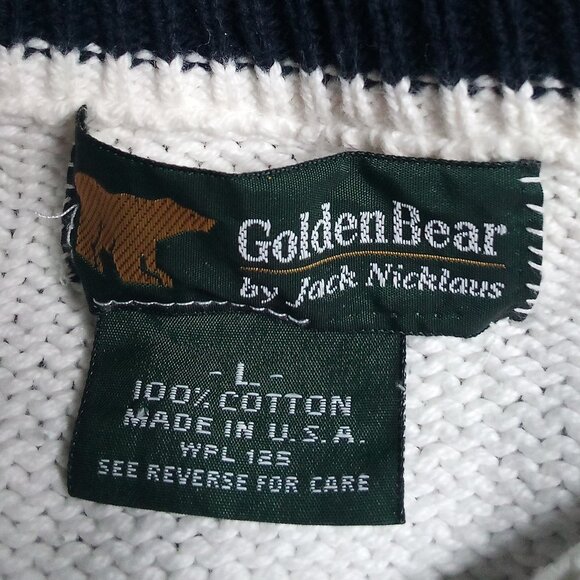 GoldenBear
by Jack Nicklaus
- L -
100% COTTON
MADE IN U.S.A.
WPL 125
SEE REVERSE FOR CARE